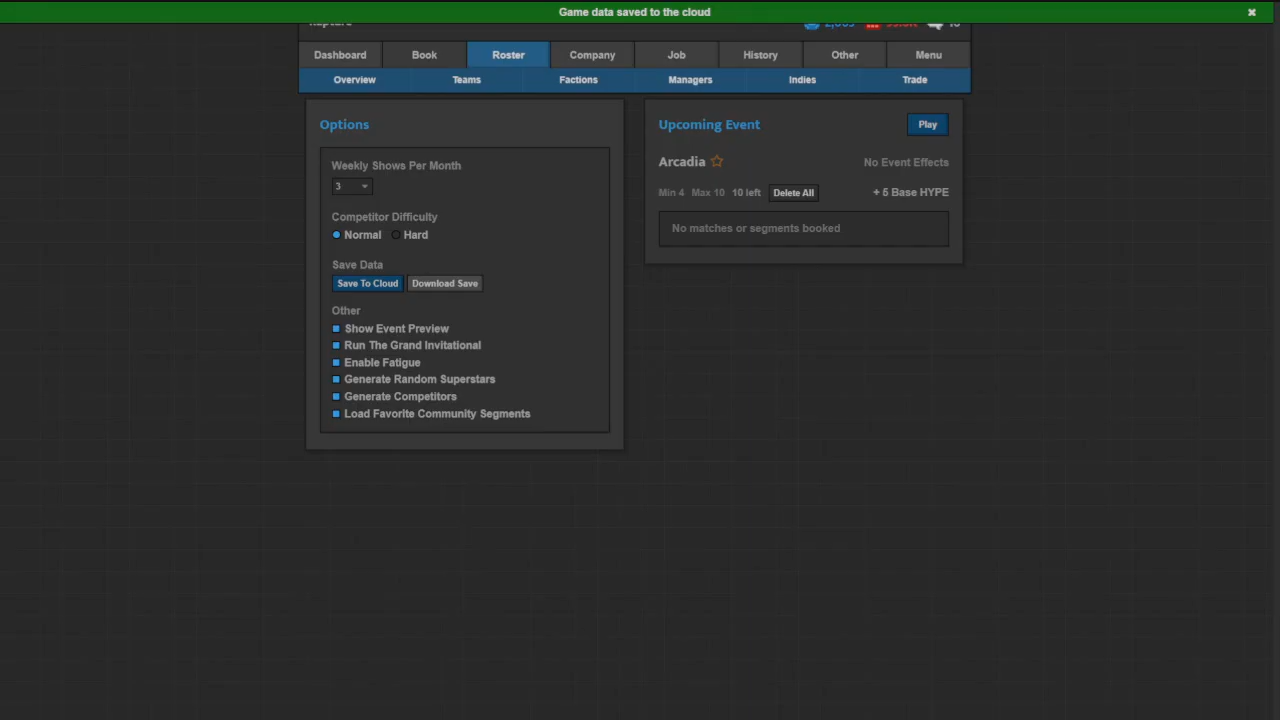 Game data saved to the cloud ×
Dashboard Book Roster Company Job History Other Menu
Overview Teams Factions Managers Indies Trade
Options
Weekly Shows Per Month
3
Competitor Difficulty
Normal Hard
Save Data
Save To Cloud Download Save
Other
Show Event Preview
Run The Grand Invitational
Enable Fatigue
Generate Random Superstars
Generate Competitors
Load Favorite Community Segments
Upcoming Event Play
Arcadia No Event Effects
Min 4 Max 10 10 left Delete All + 5 Base HYPE
No matches or segments booked